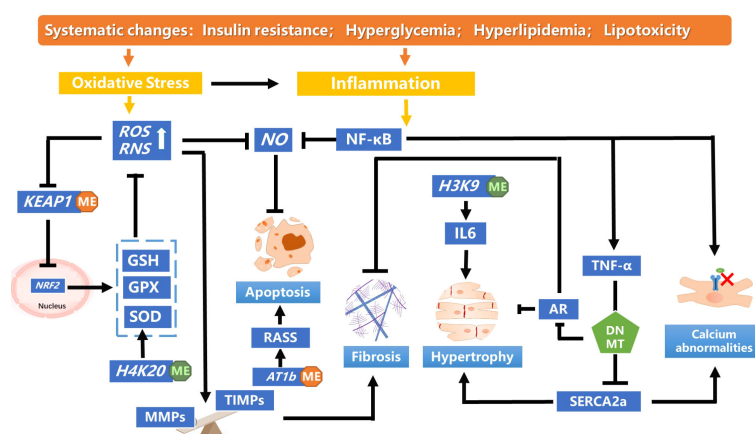 Systematic changes: Insulin resistance; Hyperglycemia; Hyperlipidemia; Lipotoxicity
Oxidative Stress
Inflammation
ROS
RNS
NO
NF-κB
KEAP1
ME
H3K9
ME
IL6
NRF2
Nucleus
GSH
GPX
SOD
Apoptosis
TNF-α
RASS
Fibrosis
Hypertrophy
AR
DN
MT
Calcium
abnormalities
H4K20
ME
AT1b
ME
TIMPs
MMPs
SERCA2a